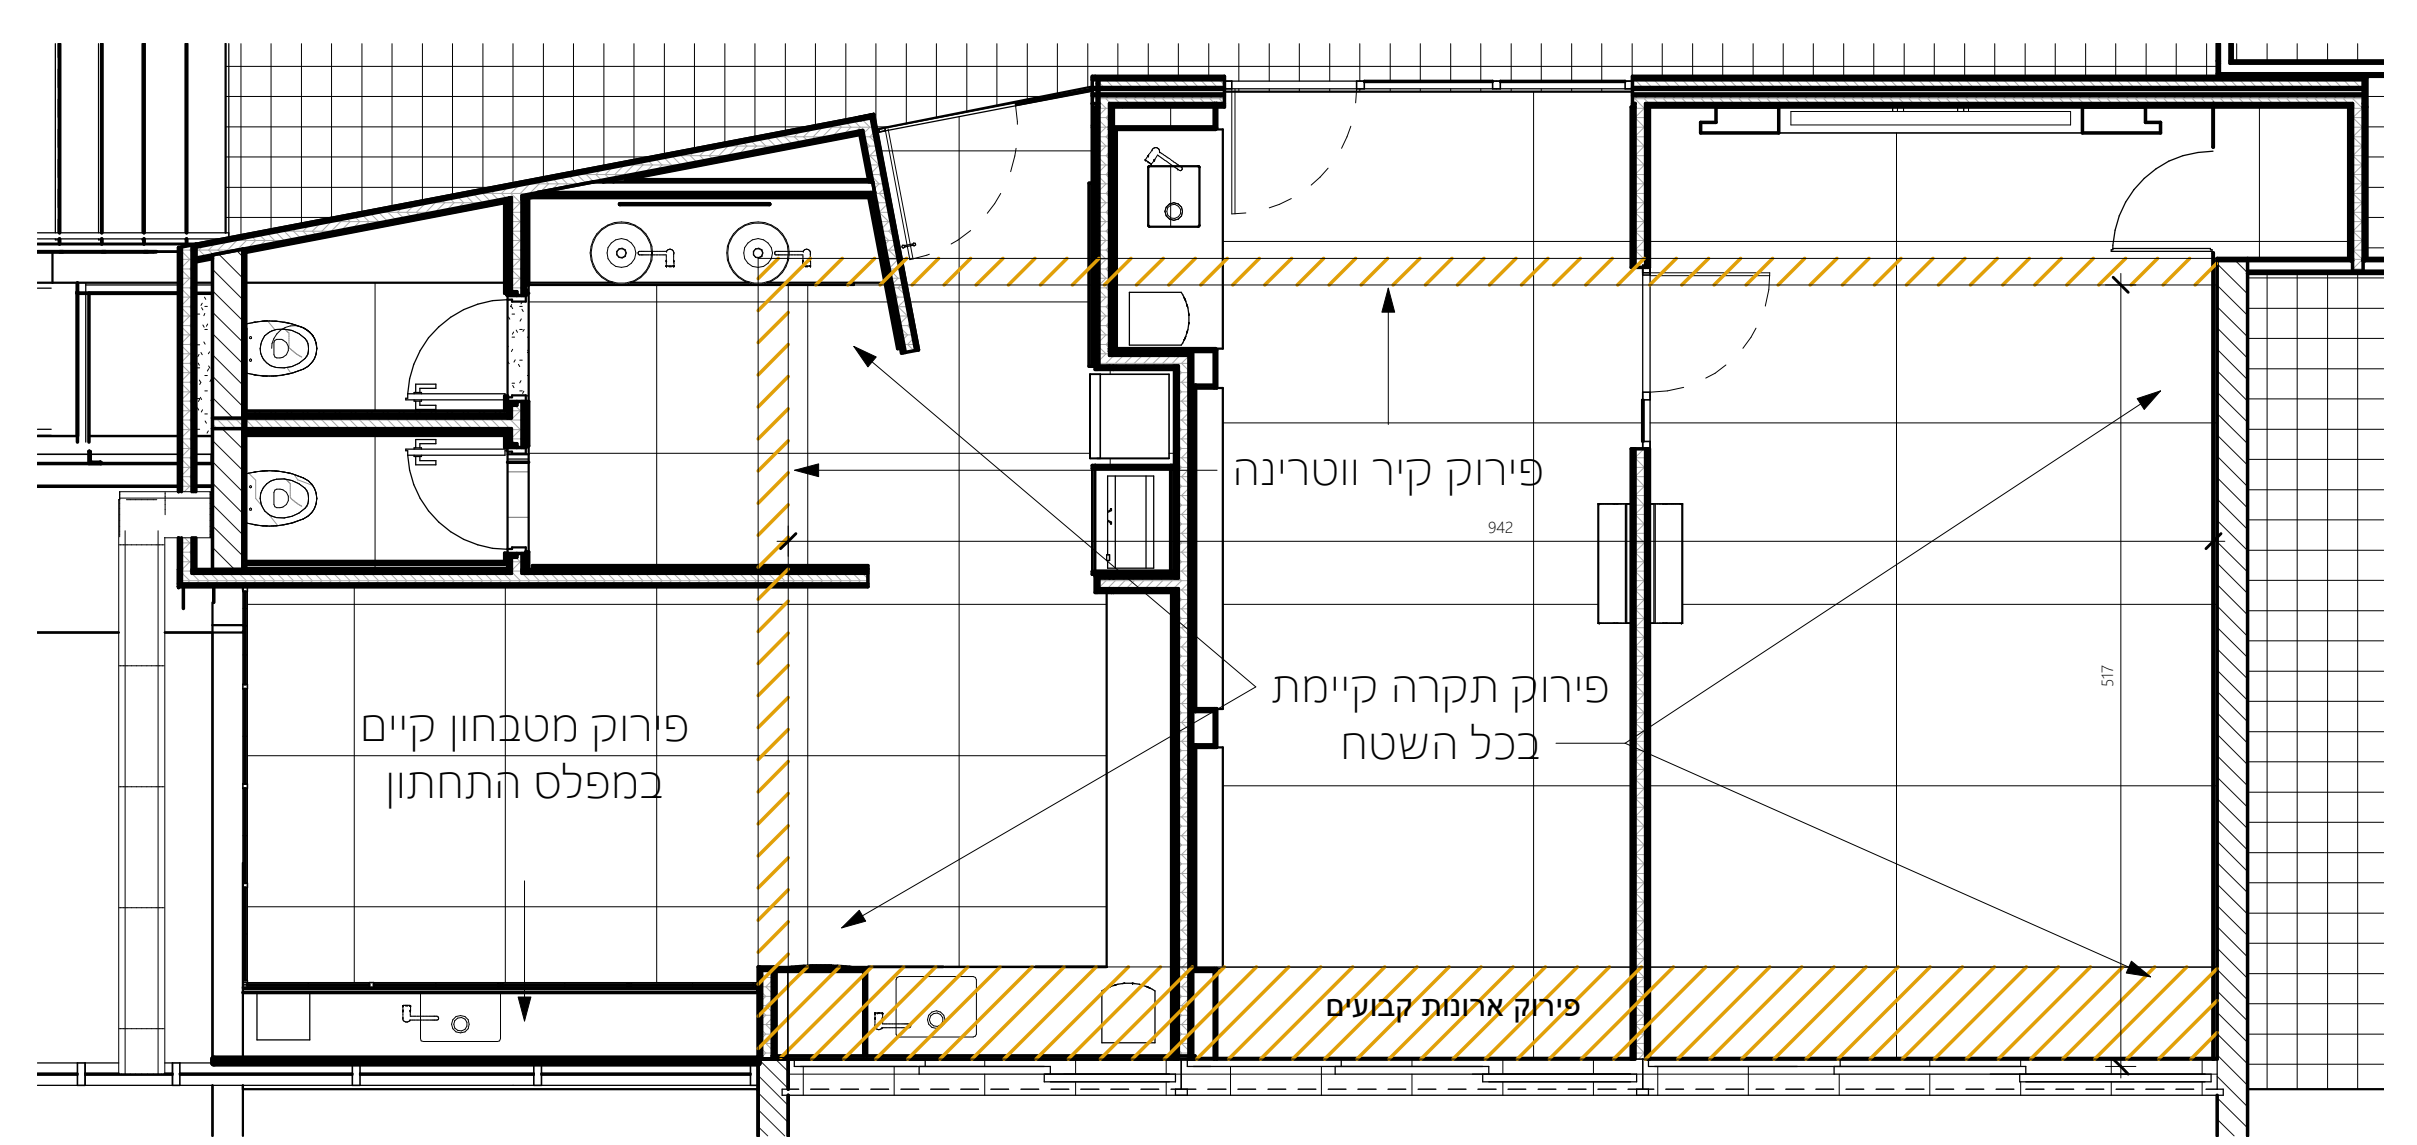 פירוק קיר ווטרינה
942
פירוק תקרה קיימת
בכל השטח
517
פירוק מטבחון קיים
במפלס התחתון
פירוק ארונות קבועים